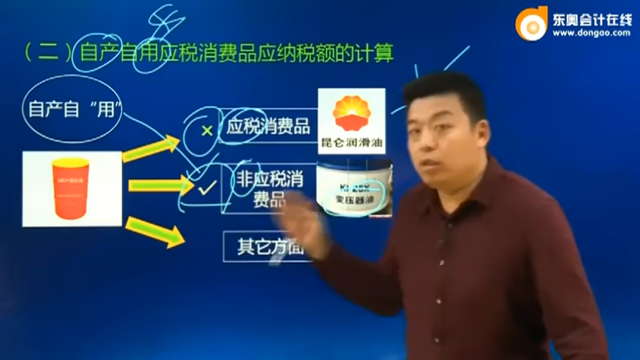 东奥会计在线
www.dongao.com
（二）自产自用应税消费品应纳税额的计算
自产自“用”
应税消费品
昆仑润滑油
非应税消
费品
KI-25X
变压器油
其它方面